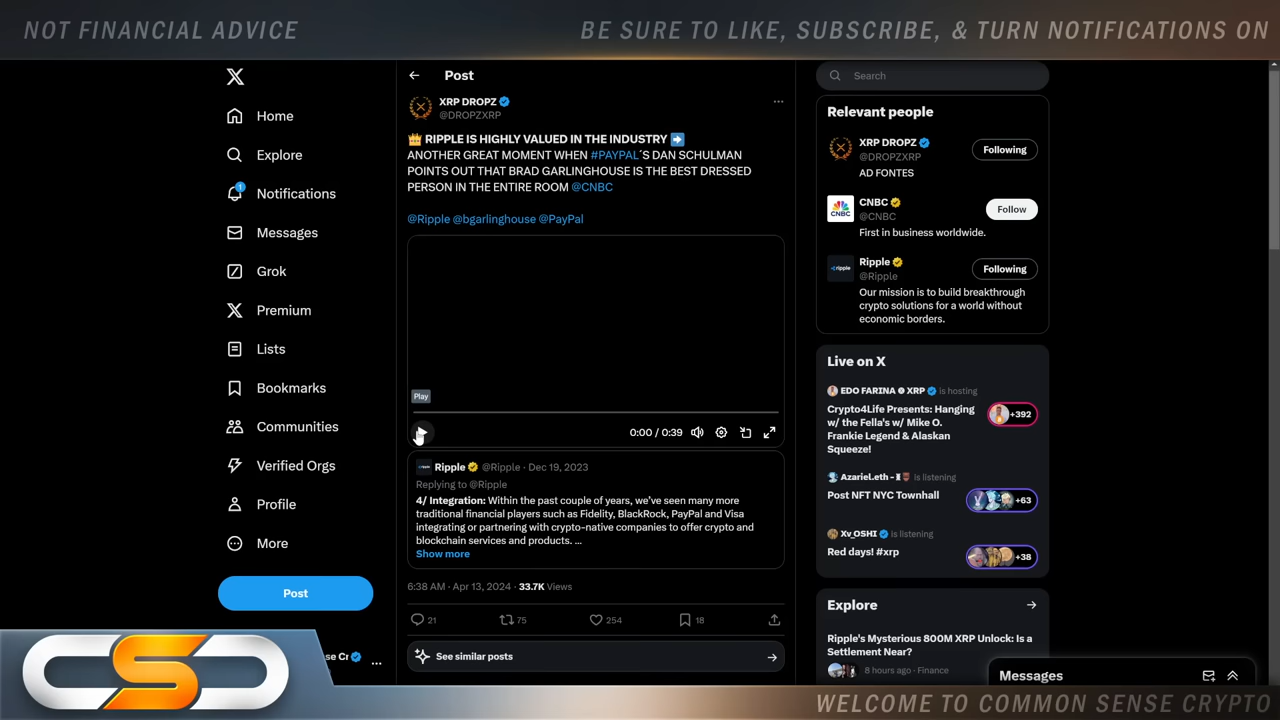 NOT FINANCIAL ADVICE
BE SURE TO LIKE, SUBSCRIBE, & TURN NOTIFICATIONS ON
Home
Explore
Notifications
1
Messages
Grok
Premium
Lists
Bookmarks
Communities
Verified Orgs
Profile
More
Post
Post
XRP DROPZ
@DROPZXRP
👑 RIPPLE IS HIGHLY VALUED IN THE INDUSTRY ➡️
ANOTHER GREAT MOMENT WHEN #PAYPAL´S DAN SCHULMAN
POINTS OUT THAT BRAD GARLINGHOUSE IS THE BEST DRESSED
PERSON IN THE ENTIRE ROOM @CNBC
@Ripple @bgarlinghouse @PayPal
Play
0:00 / 0:39
Ripple @Ripple · Dec 19, 2023
Replying to @Ripple
4/ Integration: Within the past couple of years, we've seen many more
traditional financial players such as Fidelity, BlackRock, PayPal and Visa
integrating or partnering with crypto-native companies to offer crypto and
blockchain services and products. ...
Show more
6:38 AM · Apr 13, 2024 · 33.7K Views
21
75
254
18
See similar posts
Search
Relevant people
XRP DROPZ
@DROPZXRP
Following
AD FONTES
CNBC
@CNBC
Follow
First in business worldwide.
ripple
Ripple
@Ripple
Following
Our mission is to build breakthrough
crypto solutions for a world without
economic borders.
Live on X
EDO FARINA XRP is hosting
Crypto4Life Presents: Hanging
w/ the Fella's w/ Mike O.
Frankie Legend & Alaskan
Squeeze!
+392
Azariel.eth - is listening
Post NFT NYC Townhall
+63
Xv_OSHI is listening
Red days! #xrp
+38
Explore
Ripple's Mysterious 800M XRP Unlock: Is a
Settlement Near?
8 hours ago · Finance
Messages
CSC
WELCOME TO COMMON SENSE CRYPTO